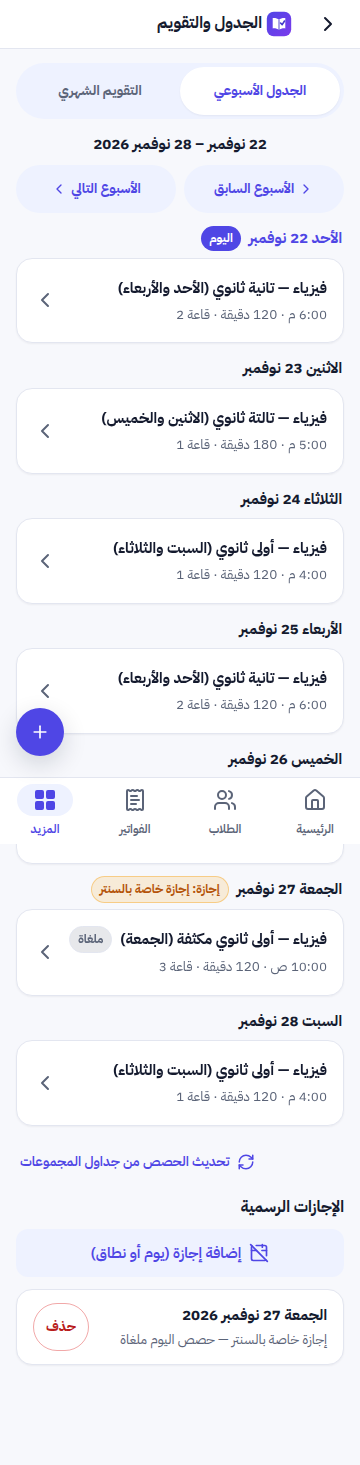 الجدول والتقويم
الجدول الأسبوعي
التقويم الشهري
22 نوفمبر – 28 نوفمبر 2026
الأسبوع السابق
الأسبوع التالي
الأحد 22 نوفمبر اليوم
فيزياء — تانية ثانوي (الأحد والأربعاء)
6:00 م · 120 دقيقة · قاعة 2
الاثنين 23 نوفمبر
فيزياء — تالتة ثانوي (الاثنين والخميس)
5:00 م · 180 دقيقة · قاعة 1
الثلاثاء 24 نوفمبر
فيزياء — أولى ثانوي (السبت والثلاثاء)
4:00 م · 120 دقيقة · قاعة 1
الأربعاء 25 نوفمبر
فيزياء — تانية ثانوي (الأحد والأربعاء)
6:00 م · 120 دقيقة · قاعة 2
الخميس 26 نوفمبر
الرئيسية
الطلاب
الفواتير
المزيد
الجمعة 27 نوفمبر إجازة: إجازة خاصة بالسنتر
فيزياء — أولى ثانوي مكثفة (الجمعة) ملغاة
10:00 ص · 120 دقيقة · قاعة 3
السبت 28 نوفمبر
فيزياء — أولى ثانوي (السبت والثلاثاء)
4:00 م · 120 دقيقة · قاعة 1
تحديث الحصص من جداول المجموعات
الإجازات الرسمية
إضافة إجازة (يوم أو نطاق)
الجمعة 27 نوفمبر 2026
إجازة خاصة بالسنتر — حصص اليوم ملغاة
حذف